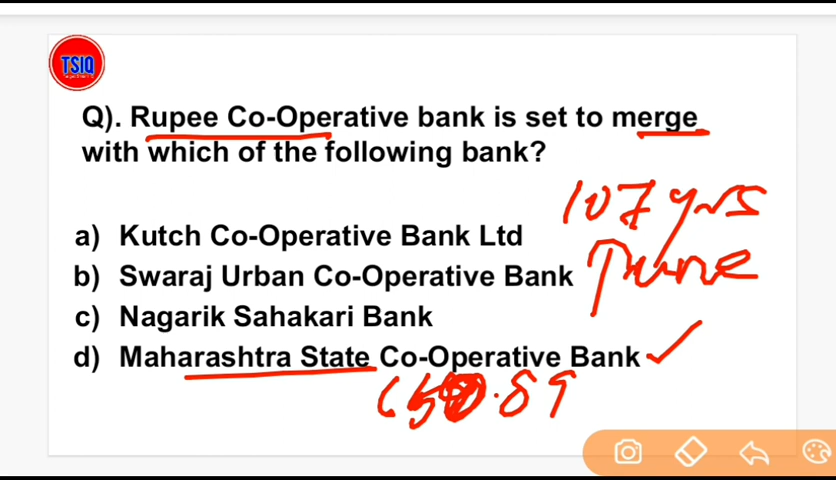 TSIQ
Q). Rupee Co-Operative bank is set to merge
with which of the following bank?
107 yrs
Pune
a) Kutch Co-Operative Bank Ltd
b) Swaraj Urban Co-Operative Bank
c) Nagarik Sahakari Bank
d) Maharashtra State Co-Operative Bank